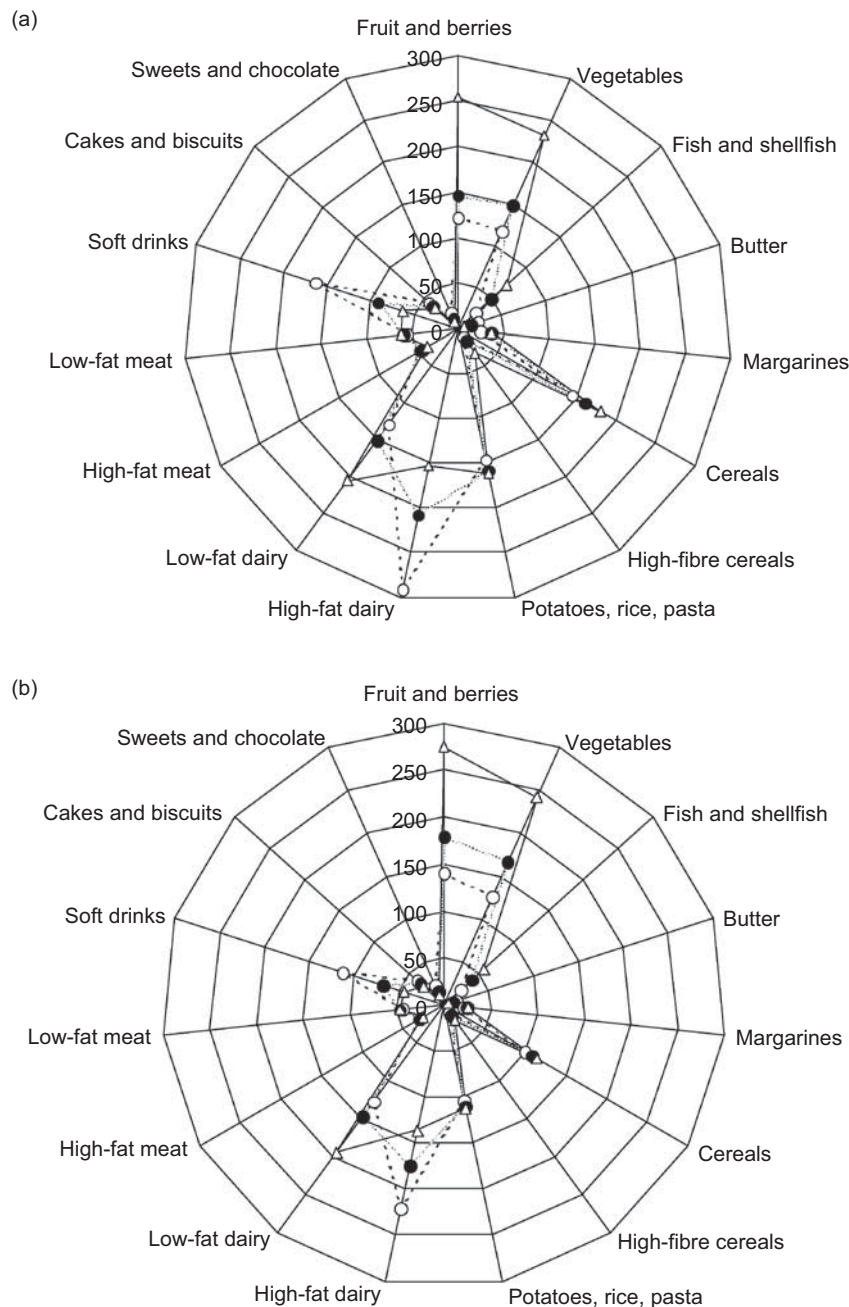 (a)
Fruit and berries
300
Sweets and chocolate
Vegetables
250
Cakes and biscuits
Fish and shellfish
200
150
Soft drinks
Butter
100
50
Low-fat meat
0
Margarines
High-fat meat
Cereals
Low-fat dairy
High-fibre cereals
High-fat dairy
Potatoes, rice, pasta
(b)
Fruit and berries
300
Sweets and chocolate
Vegetables
250
Cakes and biscuits
Fish and shellfish
200
150
Soft drinks
Butter
100
50
Low-fat meat
0
Margarines
High-fat meat
Cereals
Low-fat dairy
High-fibre cereals
High-fat dairy
Potatoes, rice, pasta